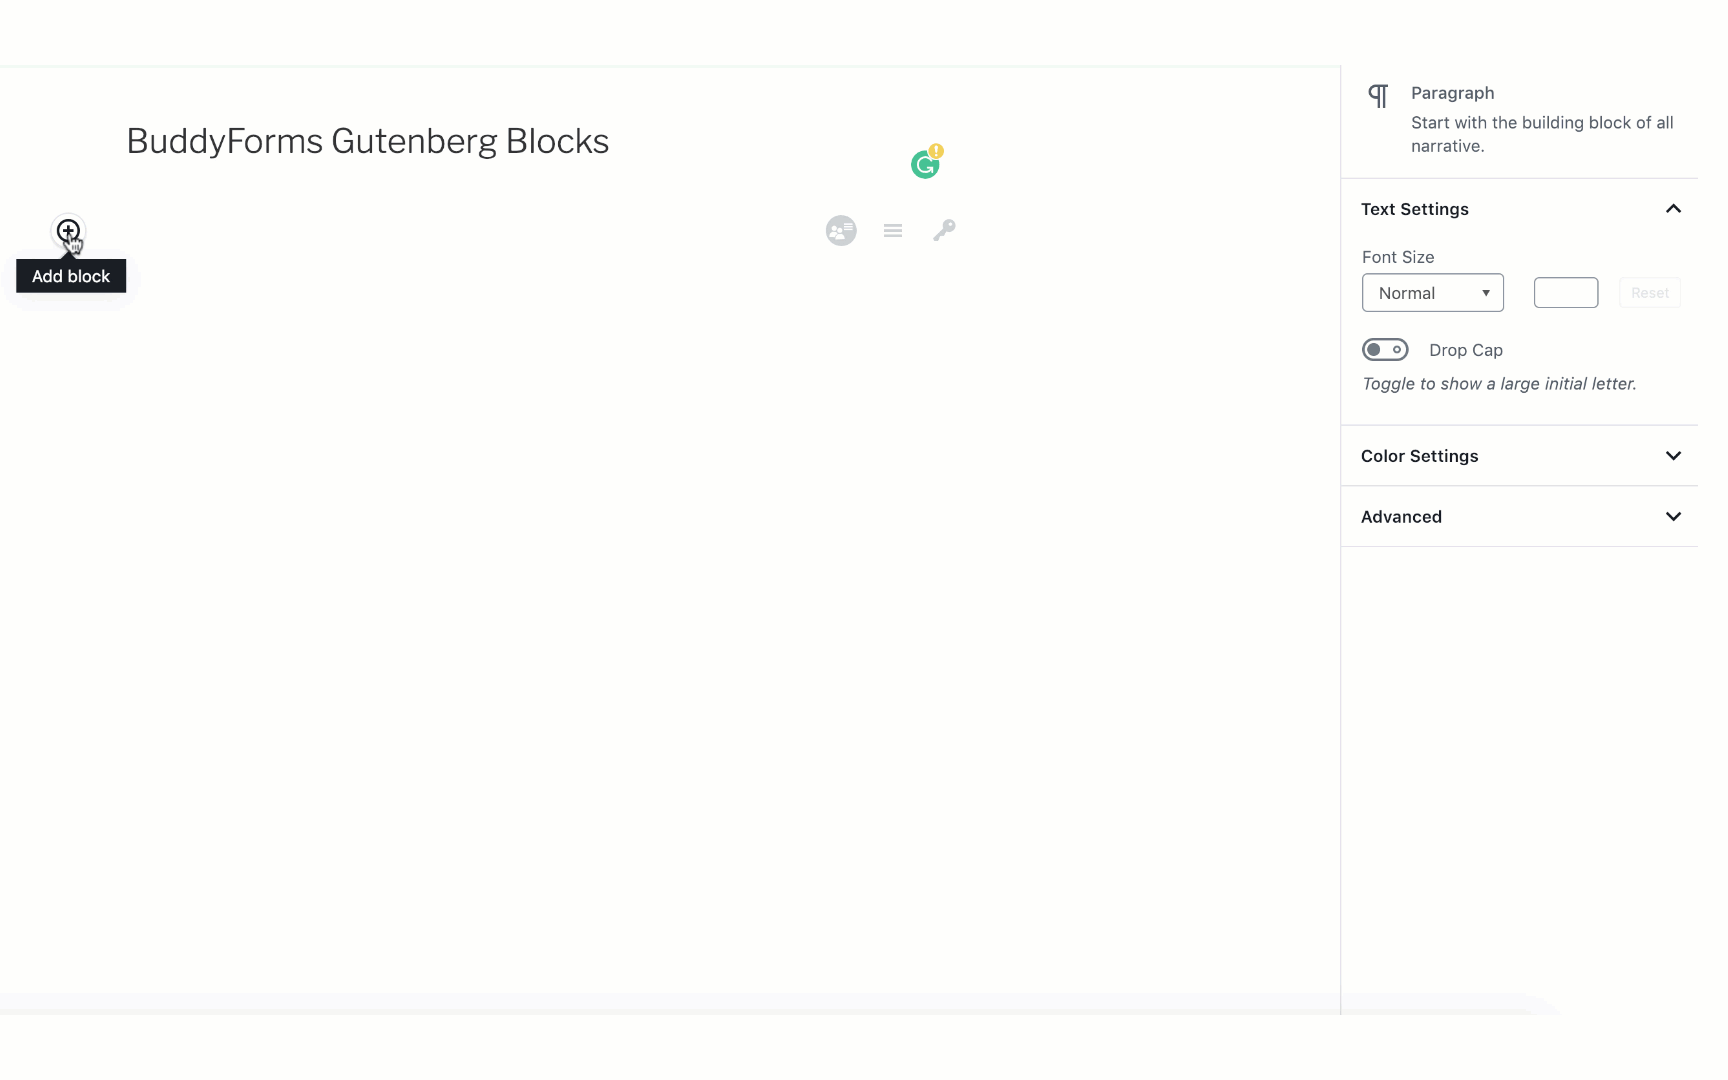 BuddyForms Gutenberg Blocks
Add block
Paragraph
Start with the building block of all
narrative.
Text Settings
Font Size
Normal
Reset
Drop Cap
Toggle to show a large initial letter.
Color Settings
Advanced